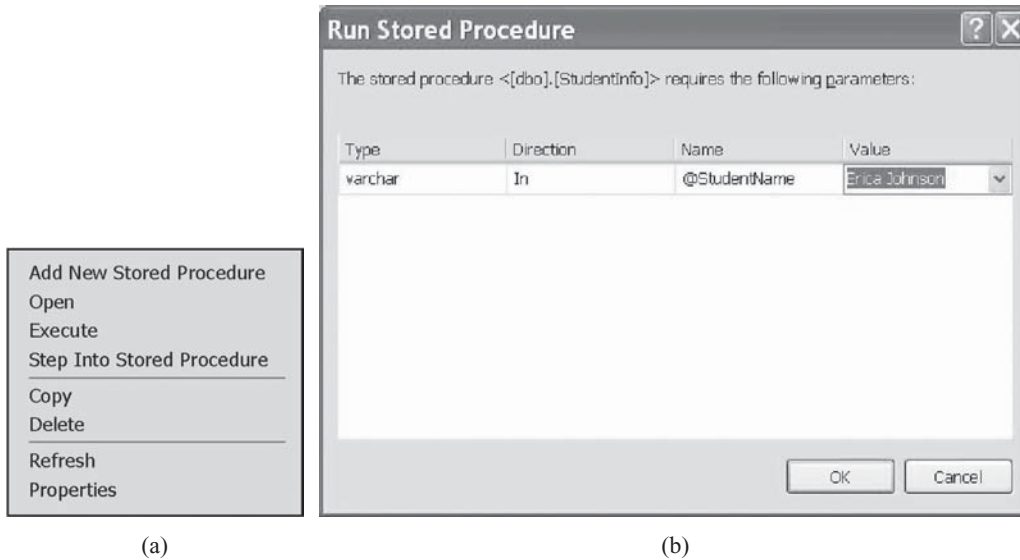 Add New Stored Procedure
Open
Execute
Step Into Stored Procedure
Copy
Delete
Refresh
Properties
(a)
Run Stored Procedure
The stored procedure <[dbo].[StudentInfo]> requires the following parameters:
Type Direction Name Value
varchar In @StudentName Erica Johnson
OK Cancel
(b)